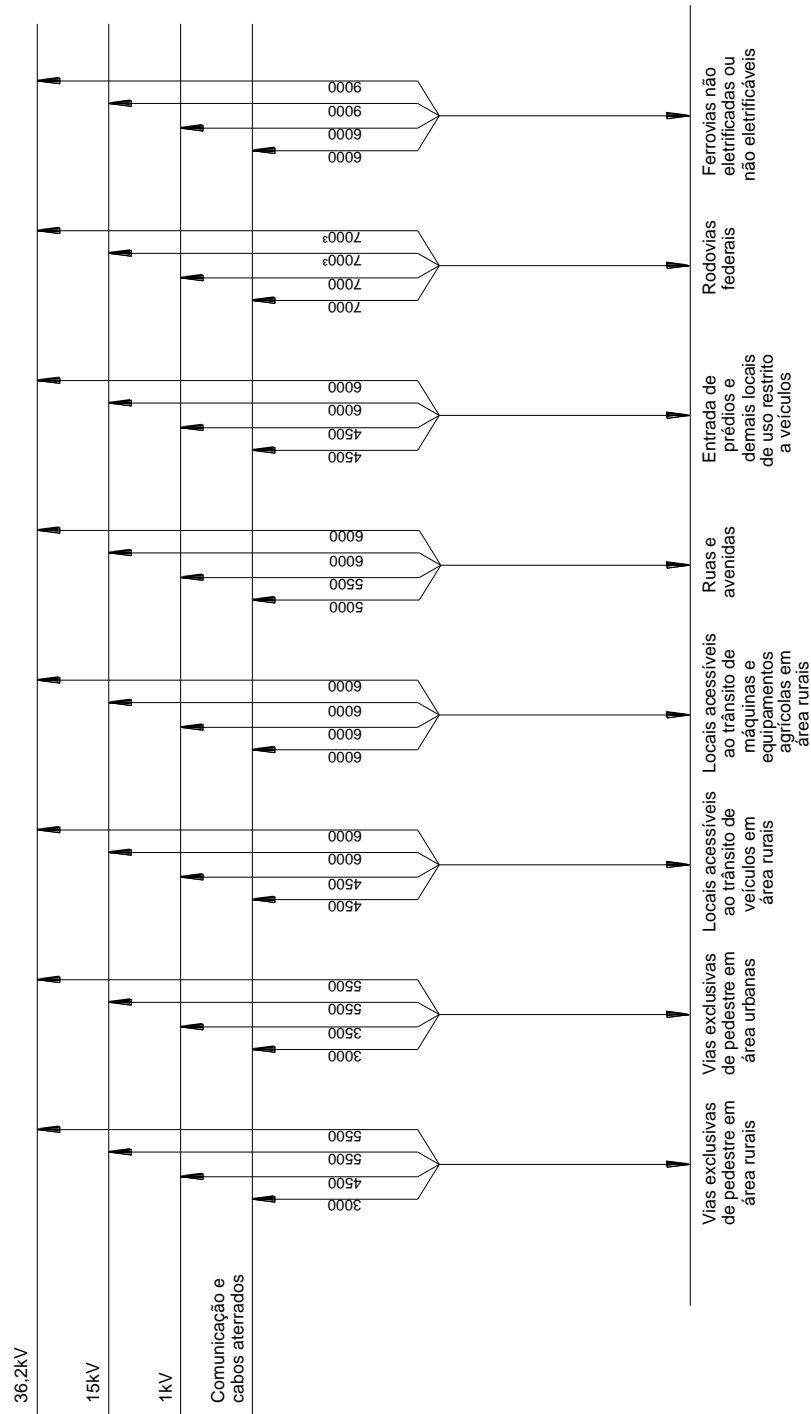 36,2kV
15kV
1kV
Comunicação e
cabos aterrados
3000
4500
5500
5500
3000
3500
5500
5500
4500
4500
6000
6000
6000
6000
6000
6000
5000
5500
6000
6000
4500
4500
6000
6000
7000
7000
7000³
7000³
6000
6000
9000
9000
Vias exclusivas
de pedestre em
área rurais
Vias exclusivas
de pedestre em
área urbanas
Locais acessíveis
ao trânsito de
veículos em
área rurais
Locais acessíveis
ao trânsito de
máquinas e
equipamentos
agrícolas em
área rurais
Ruas e
avenidas
Entrada de
prédios e
demais locais
de uso restrito
a veículos
Rodovias
federais
Ferrovias não
eletrificadas ou
não eletrificáveis